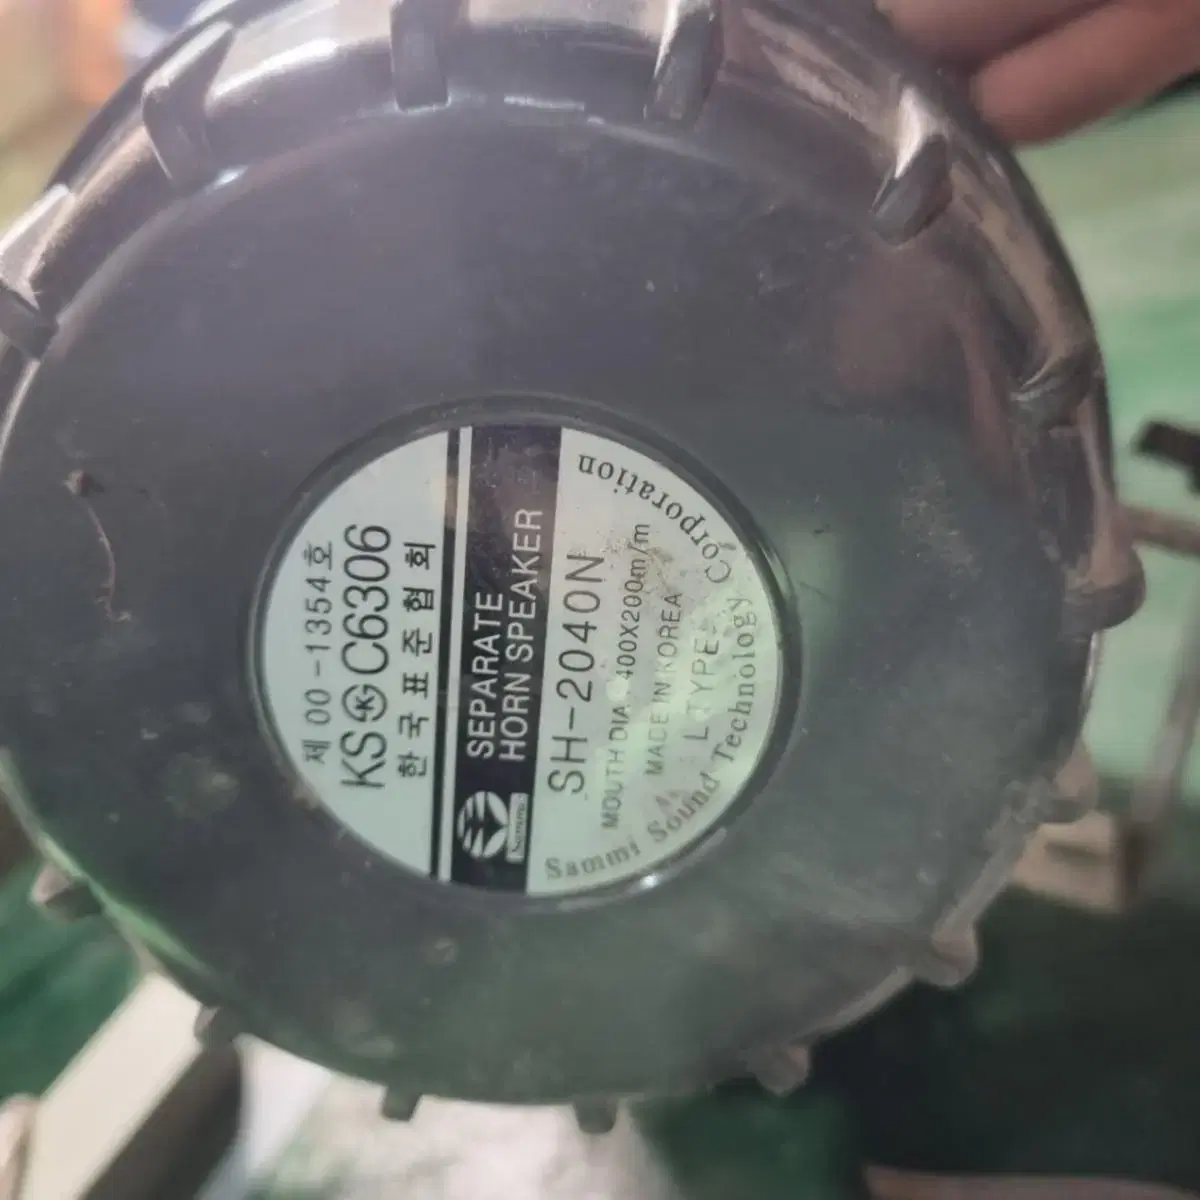 제 00-1354호
KS㉿C6306
한국표준협회
SEPARATE
HORN SPEAKER
SH-2040N
MOUTH DIA 400X200m/m
MADE IN KOREA
L TYPE
Sammi Sound Technology Corporation